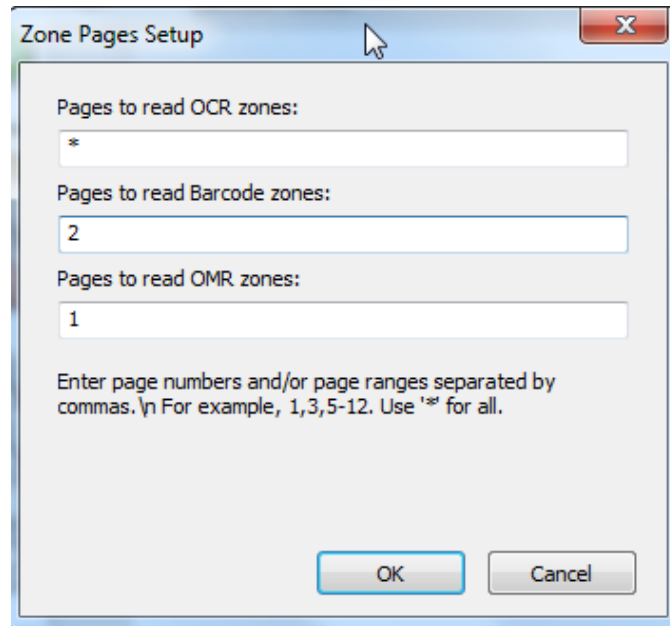 Zone Pages Setup
Pages to read OCR zones:
*
Pages to read Barcode zones:
2
Pages to read OMR zones:
1
Enter page numbers and/or page ranges separated by
commas.\n For example, 1,3,5-12. Use '*' for all.
OK
Cancel